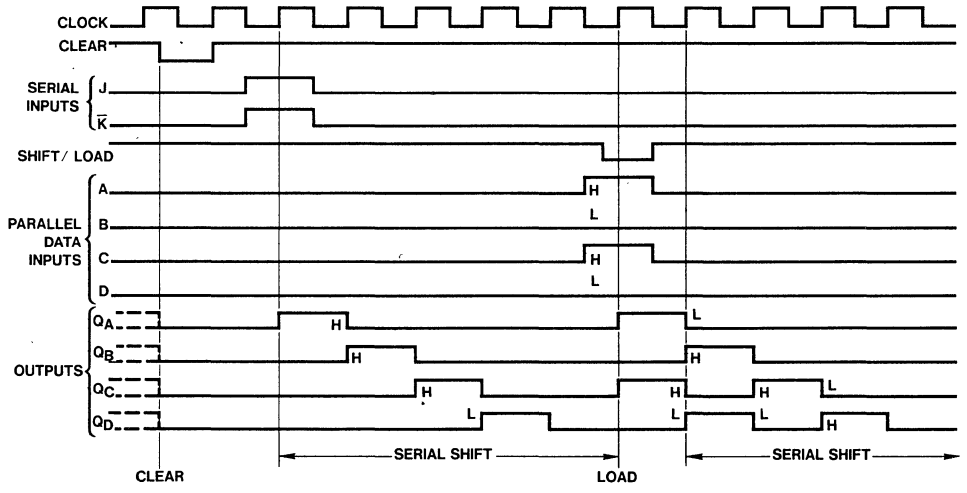 CLOCK
CLEAR
SERIAL
INPUTS
J
K̅
SHIFT/ LOAD
PARALLEL
DATA
INPUTS
A
H
B
L
C
H
D
L
OUTPUTS
QA
H
L
QB
H
H
QC
H
H
H
L
QD
L
L
L
H
SERIAL SHIFT
SERIAL SHIFT
CLEAR
LOAD